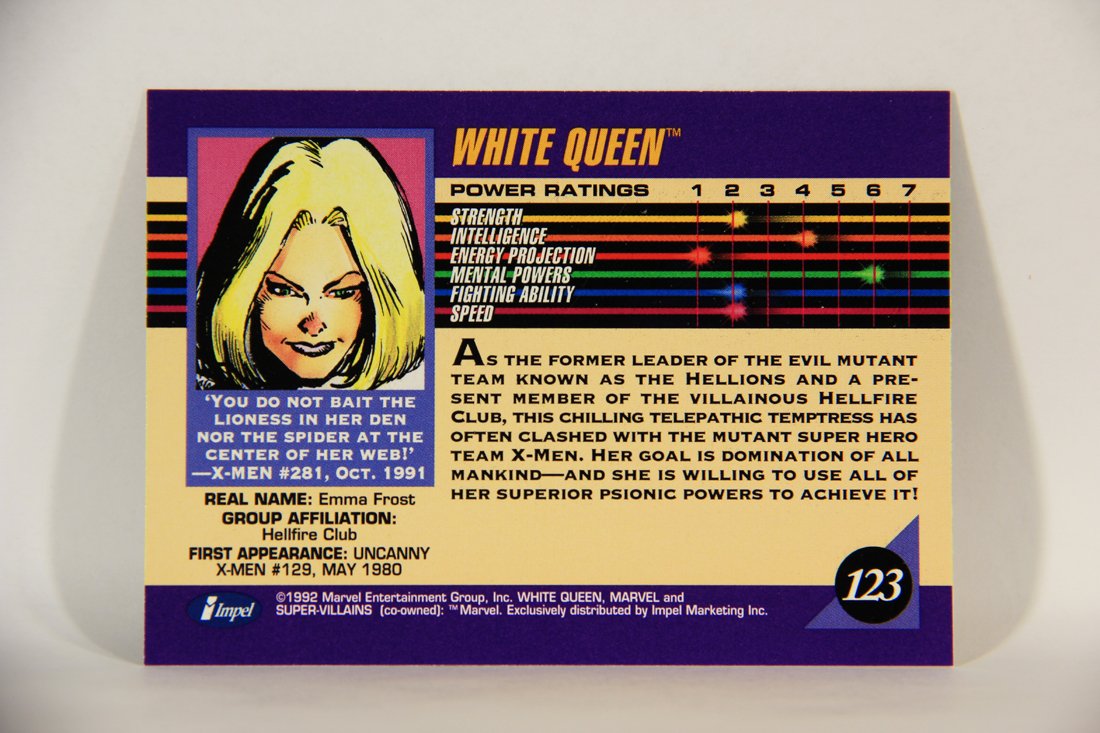 WHITE QUEEN™
POWER RATINGS 1 2 3 4 5 6 7
STRENGTH
INTELLIGENCE
ENERGY PROJECTION
MENTAL POWERS
FIGHTING ABILITY
SPEED
'YOU DO NOT BAIT THE
LIONESS IN HER DEN
NOR THE SPIDER AT THE
CENTER OF HER WEB!'
—X-MEN #281, OCT. 1991
REAL NAME: Emma Frost
GROUP AFFILIATION:
Hellfire Club
FIRST APPEARANCE: UNCANNY
X-MEN #129, MAY 1980
AS THE FORMER LEADER OF THE EVIL MUTANT
TEAM KNOWN AS THE HELLIONS AND A PRE-
SENT MEMBER OF THE VILLAINOUS HELLFIRE
CLUB, THIS CHILLING TELEPATHIC TEMPTRESS HAS
OFTEN CLASHED WITH THE MUTANT SUPER HERO
TEAM X-MEN. HER GOAL IS DOMINATION OF ALL
MANKIND—AND SHE IS WILLING TO USE ALL OF
HER SUPERIOR PSIONIC POWERS TO ACHIEVE IT!
123
Impel
©1992 Marvel Entertainment Group, Inc. WHITE QUEEN, MARVEL and
SUPER-VILLAINS (co-owned): ™Marvel. Exclusively distributed by Impel Marketing Inc.